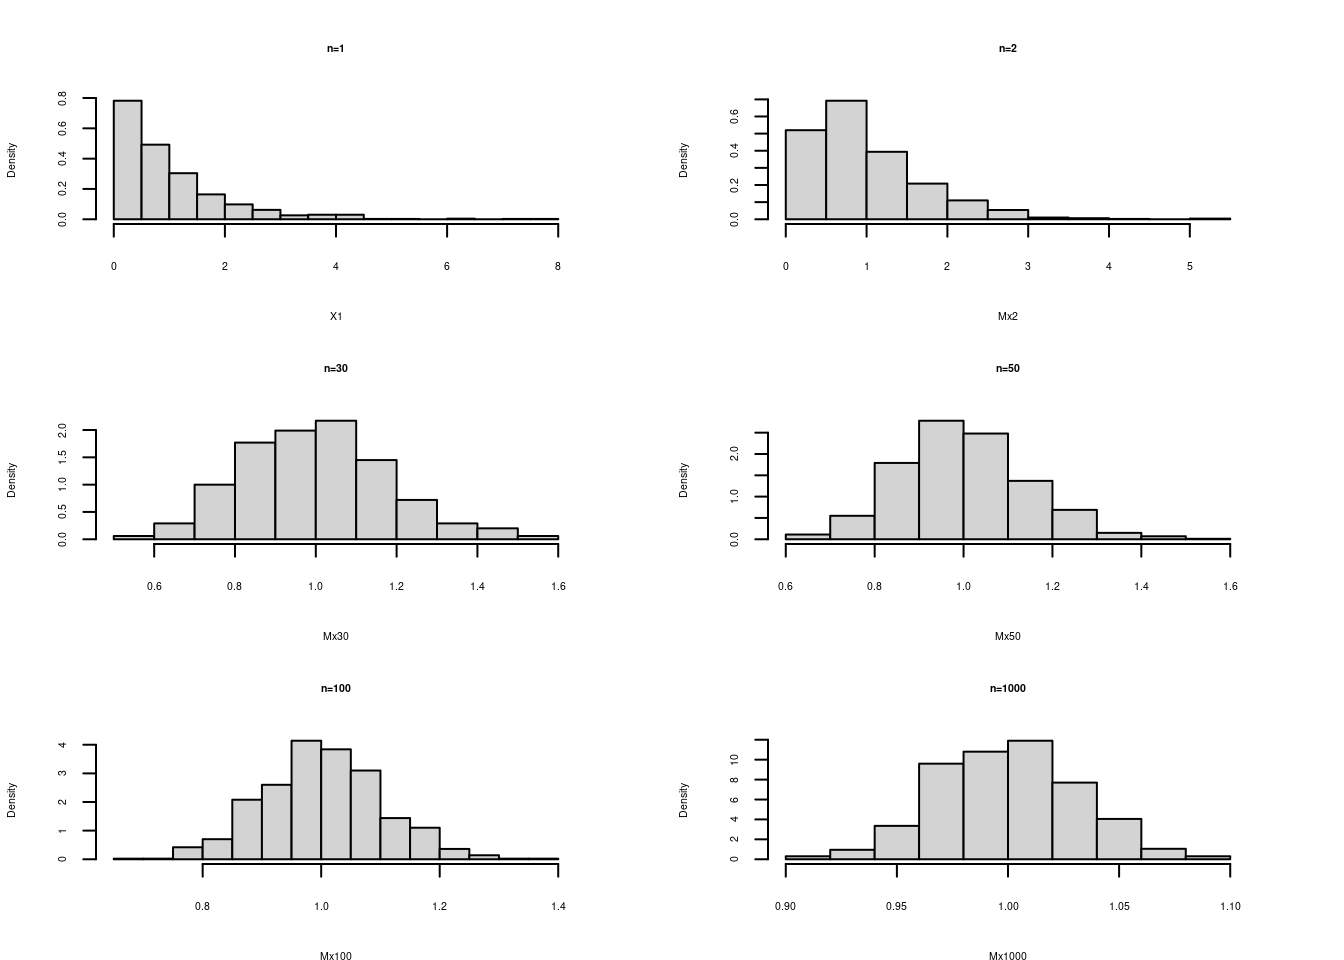 n=1
Density
0.0 0.2 0.4 0.6 0.8
0 2 4 6 8
X1
n=2
Density
0.0 0.2 0.4 0.6
0 1 2 3 4 5
Mx2
n=30
Density
0.0 0.5 1.0 1.5 2.0
0.6 0.8 1.0 1.2 1.4 1.6
Mx30
n=50
Density
0.0 1.0 2.0
0.6 0.8 1.0 1.2 1.4 1.6
Mx50
n=100
Density
0 1 2 3 4
0.8 1.0 1.2 1.4
Mx100
n=1000
Density
0 2 4 6 8 10
0.90 0.95 1.00 1.05 1.10
Mx1000